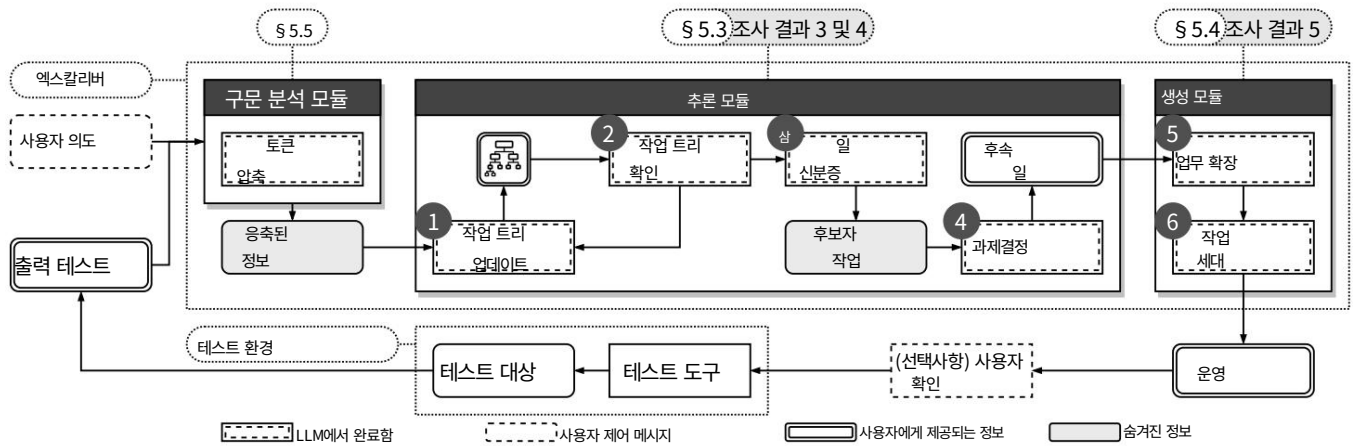 § 5.5
§ 5.3 조사 결과 3 및 4
§ 5.4 조사 결과 5
엑스칼리버
구문 분석 모듈
추론 모듈
생성 모듈
사용자 의도
토큰
압축
2
작업 트리
확인
삼
일
신분증
후속
일
5
업무 확장
출력 테스트
응축된
정보
1
작업 트리
업데이트
후보자
작업
4
과제결정
6
작업
세대
테스트 환경
테스트 대상
테스트 도구
(선택사항) 사용자
확인
운영
LLM에서 완료함
사용자 제어 메시지
사용자에게 제공되는 정보
숨겨진 정보